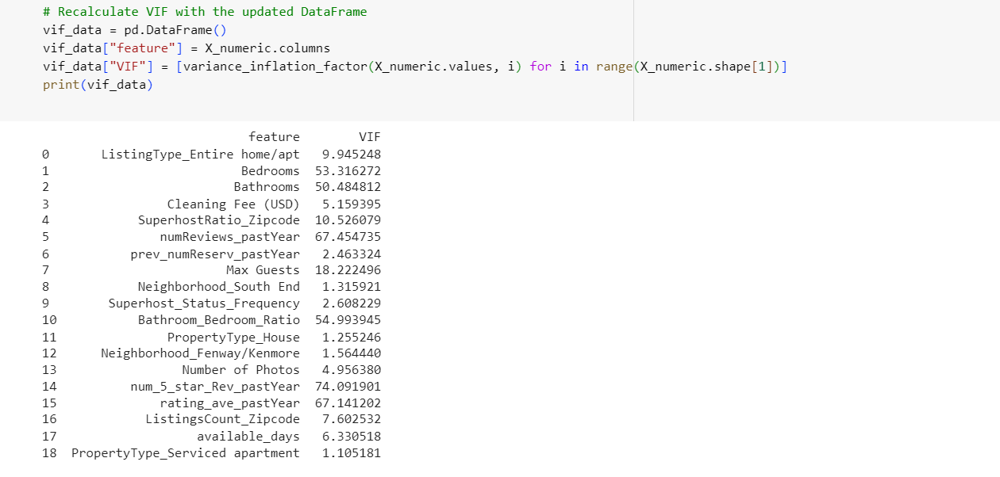 # Recalculate VIF with the updated DataFrame
vif_data = pd.DataFrame()
vif_data["feature"] = X_numeric.columns
vif_data["VIF"] = [variance_inflation_factor(X_numeric.values, i) for i in range(X_numeric.shape[1])]
print(vif_data)
feature VIF
0 ListingType_Entire home/apt 9.945248
1 Bedrooms 53.316272
2 Bathrooms 50.484812
3 Cleaning Fee (USD) 5.159395
4 SuperhostRatio_Zipcode 10.526079
5 numReviews_pastYear 67.454735
6 prev_numReserv_pastYear 2.463324
7 Max Guests 18.222496
8 Neighborhood_South End 1.315921
9 Superhost_Status_Frequency 2.608229
10 Bathroom_Bedroom_Ratio 54.993945
11 PropertyType_House 1.255246
12 Neighborhood_Fenway/Kenmore 1.564440
13 Number of Photos 4.956380
14 num_5_star_Rev_pastYear 74.091901
15 rating_ave_pastYear 67.141202
16 ListingsCount_Zipcode 7.602532
17 available_days 6.330518
18 PropertyType_Serviced apartment 1.105181